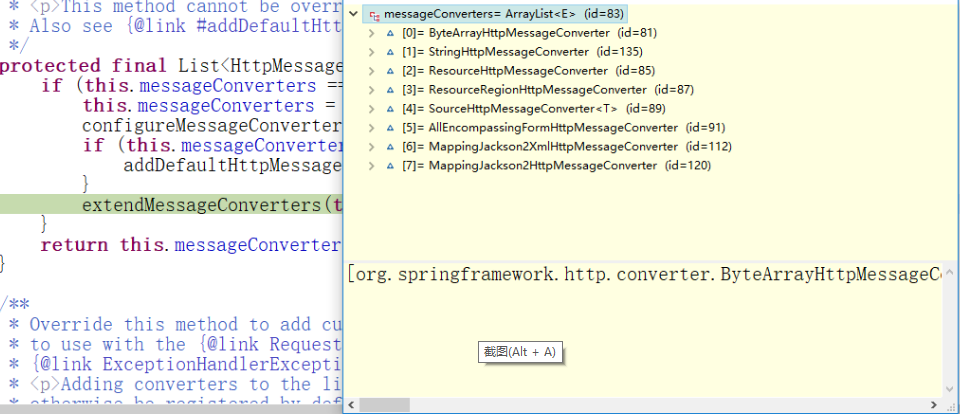 * <p>This method cannot be overr
* Also see {@link #addDefaultHtt
*/
protected final List<HttpMessage
if (this.messageConverters ==
this.messageConverters =
configureMessageConverter
if (this.messageConverter
addDefaultHttpMessage
}
extendMessageConverters(t
}
return this.messageConverter
}
/**
* Override this method to add cu
* to use with the {@link Request
* {@link ExceptionHandlerExcepti
* <p>Adding converters to the li
* otherwise be registered by def
messageConverters= ArrayList<E> (id=83)
[0]= ByteArrayHttpMessageConverter (id=81)
[1]= StringHttpMessageConverter (id=135)
[2]= ResourceHttpMessageConverter (id=85)
[3]= ResourceRegionHttpMessageConverter (id=87)
[4]= SourceHttpMessageConverter<T> (id=89)
[5]= AllEncompassingFormHttpMessageConverter (id=91)
[6]= MappingJackson2XmlHttpMessageConverter (id=112)
[7]= MappingJackson2HttpMessageConverter (id=120)
[org.springframework.http.converter.ByteArrayHttpMessageCo
截图(Alt + A)